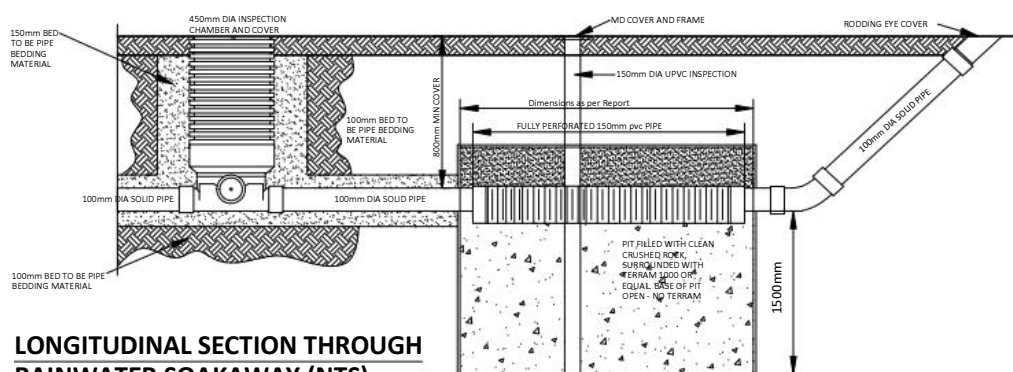 450mm DIA INSPECTION
CHAMBER AND COVER
MD COVER AND FRAME
RODDING EYE COVER
150mm BED
TO BE PIPE
BEDDING
MATERIAL
150mm DIA UPVC INSPECTION
800mm MIN COVER
Dimensions as per Report
100mm BED TO
BE PIPE BEDDING
MATERIAL
FULLY PERFORATED 150mm pvc PIPE
100mm DIA SOLID PIPE
100mm DIA SOLID PIPE
100mm DIA SOLID PIPE
PIT FILLED WITH CLEAN
CRUSHED ROCK,
SURROUNDED WITH
TERRAM 1000 OR
EQUAL. BASE OF PIT
OPEN - NO TERRAM
1500mm
100mm BED TO BE PIPE
BEDDING MATERIAL
LONGITUDINAL SECTION THROUGH
RAINWATER SOAKAWAY (NTS)